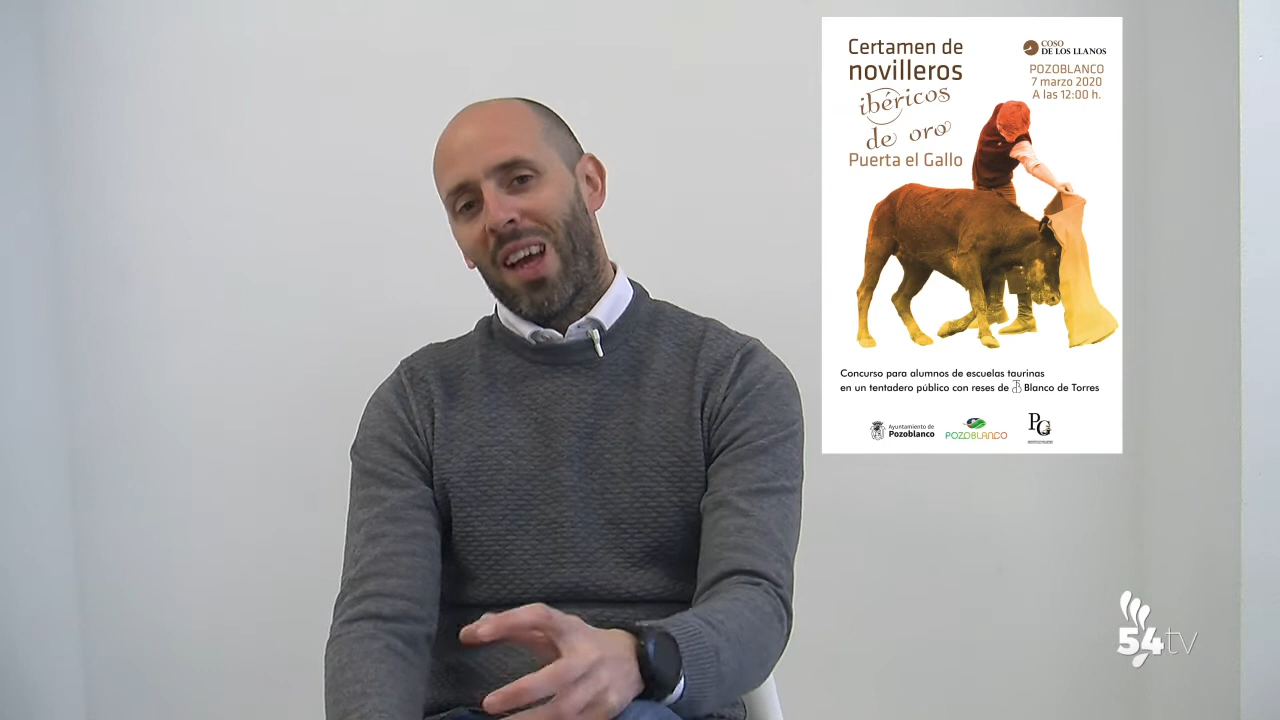 Certamen de
novilleros
ibéricos
de oro
Puerta el Gallo
COSO
DE LOS LLANOS
POZOBLANCO
7 marzo 2020
A las 12:00 h.
Concurso para alumnos de escuelas taurinas
en un tentadero público con reses de TB Blanco de Torres
Ayuntamiento de
Pozoblanco
POZOBLANCO
PG
54tv